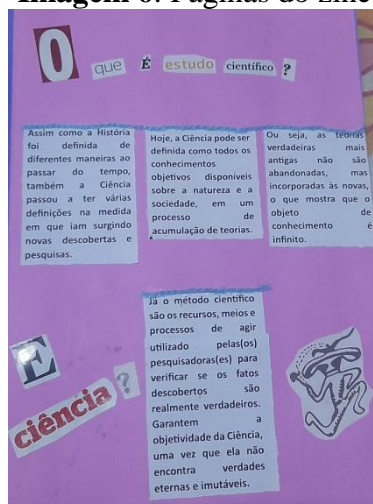 Imagem 6. Páginas do zine
O que É estudo científico ?
Assim como a História
foi definida de
diferentes maneiras ao
passar do tempo,
também a Ciência
passou a ter várias
definições na medida
em que iam surgindo
novas descobertas e
pesquisas.
Hoje, a Ciência pode ser
definida como todos os
conhecimentos
objetivos disponíveis
sobre a natureza e a
sociedade, em um
processo de
acumulação de teorias.
Ou seja, as teorias
verdadeiras mais
antigas não são
abandonadas, mas
incorporadas às novas,
o que mostra que o
objeto de
conhecimento é
infinito.
E
ciência ?
Já o método científico
são os recursos, meios e
processos de agir
utilizado pelas(os)
pesquisadoras(es) para
verificar se os fatos
descobertos são
realmente verdadeiros.
Garantem a
objetividade da Ciência,
uma vez que ela não
encontra verdades
eternas e imutáveis.